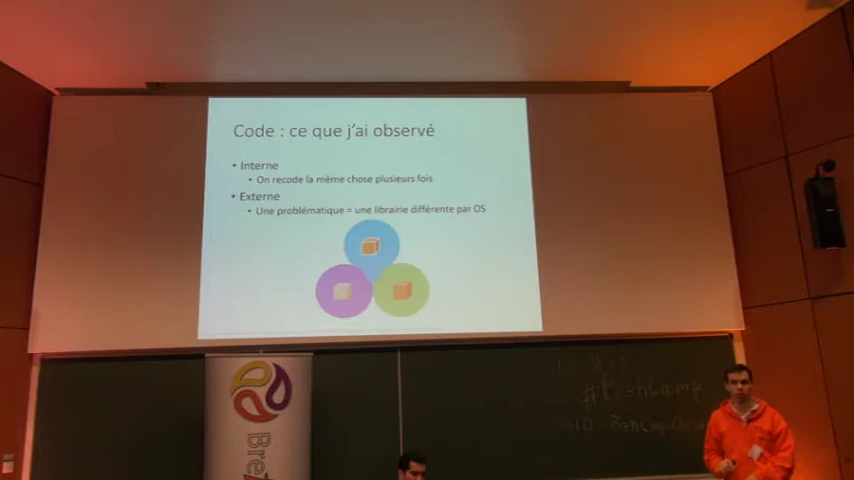 Code : ce que j'ai observé
• Interne
• On recode la même chose plusieurs fois
• Externe
• Une problématique = une librairie différente par OS
#BzhCamp